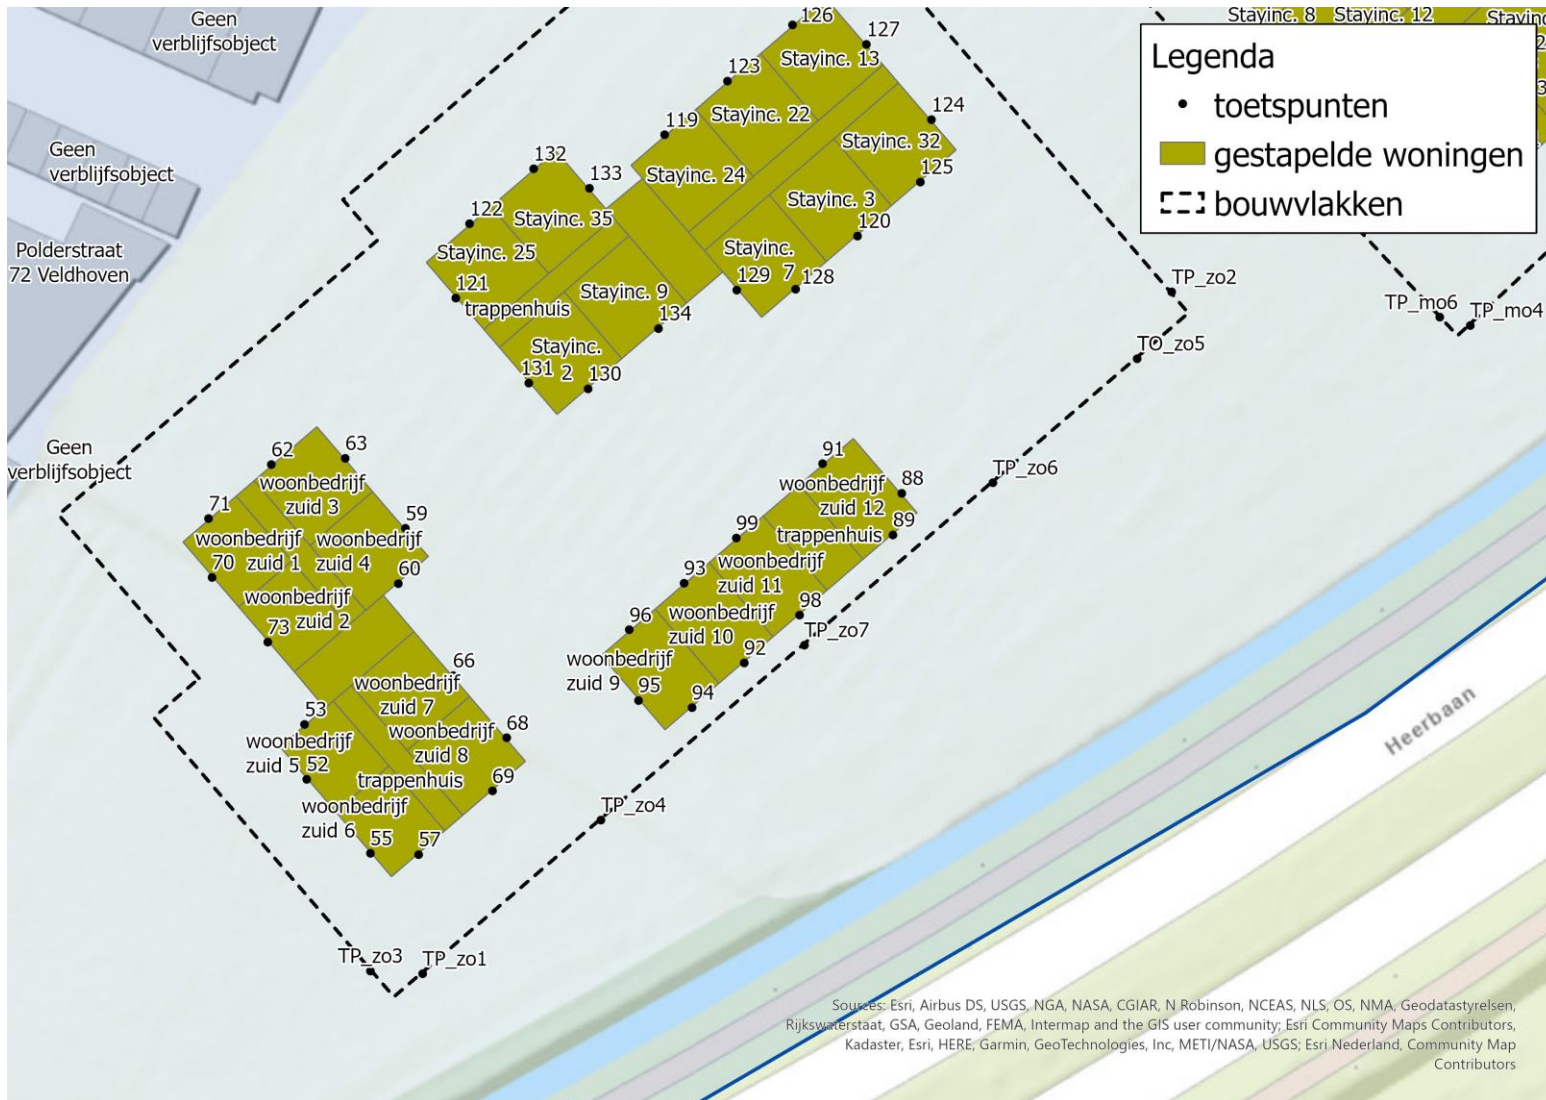 Geen
verblijfsobject
Geen
verblijfsobject
Polderstraat
72 Veldhoven
Geen
verblijfsobject
126
127
Stayinc. 13
123
Stayinc. 22
124
119
Stayinc. 32
125
132
Stayinc. 24
133
Stayinc. 3
Stayinc. 35
122
120
Stayinc. 25
Stayinc.
7
129
128
121
Stayinc. 9
trappenhuis
134
Stayinc.
2
131
130
Stayinc. 8
Stayinc. 12
Legenda
toetspunten
gestapelde woningen
bouwvlakken
TP_zo2
TP_mo6
TP_mo4
TO_zo5
TP_zo6
62
63
woonbedrijf
zuid 3
71
59
woonbedrijf
zuid 1
woonbedrijf
zuid 4
70
60
woonbedrijf
zuid 2
73
66
woonbedrijf
zuid 7
53
68
woonbedrijf
zuid 5
woonbedrijf
zuid 8
52
trappenhuis
69
woonbedrijf
zuid 6
55
57
91
woonbedrijf
zuid 12
88
99
trappenhuis
89
woonbedrijf
zuid 11
93
98
96
woonbedrijf
zuid 10
92
woonbedrijf
zuid 9
95
94
TP_zo7
TP_zo4
TP_zo3
TP_zo1
Heerbaan
Sources: Esri, Airbus DS, USGS, NGA, NASA, CGIAR, N Robinson, NCEAS, NLS, OS, NMA, Geodatastyrelsen,
Rijkswaterstaat, GSA, Geoland, FEMA, Intermap and the GIS user community; Esri Community Maps Contributors,
Kadaster, Esri, HERE, Garmin, GeoTechnologies, Inc, METI/NASA, USGS; Esri Nederland, Community Map
Contributors